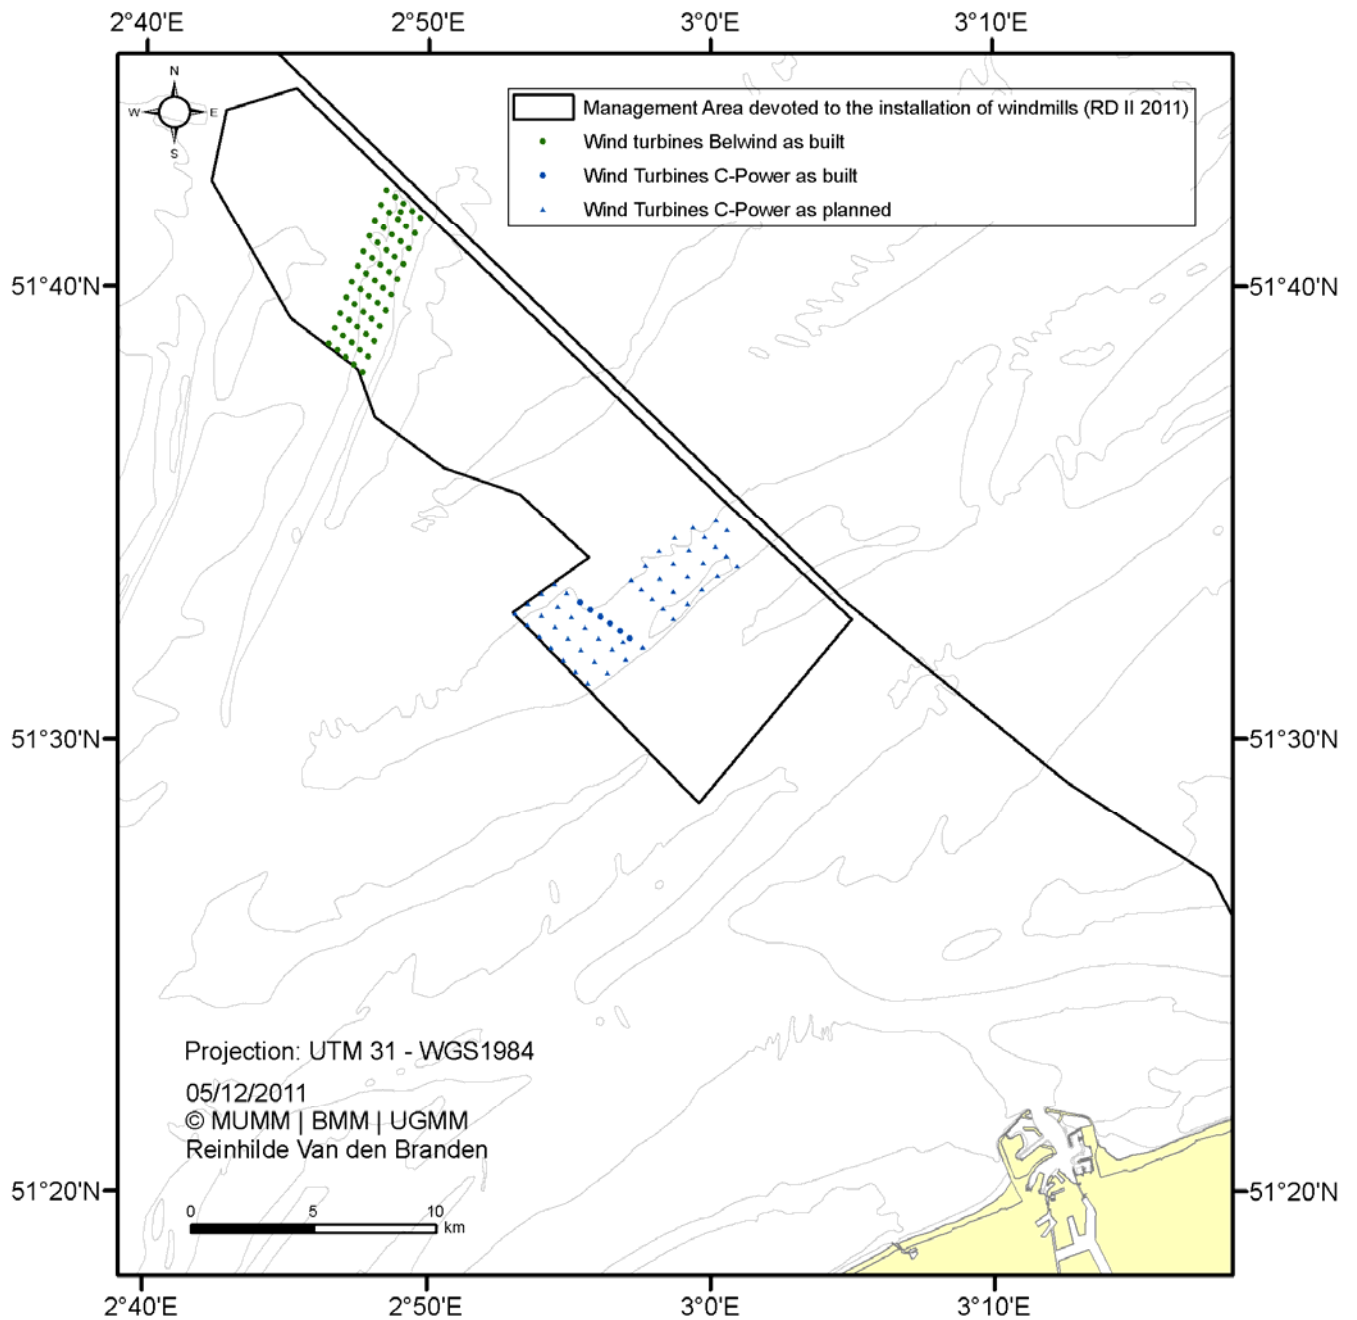 2°40'E 2°50'E 3°0'E 3°10'E
N
W E
S
Management Area devoted to the installation of windmills (RD II 2011)
Wind turbines Belwind as built
Wind Turbines C-Power as built
Wind Turbines C-Power as planned
51°40'N 51°40'N
51°30'N 51°30'N
Projection: UTM 31 - WGS1984
05/12/2011
© MUMM | BMM | UGMM
Reinhilde Van den Branden
51°20'N 51°20'N
0 5 10
km
2°40'E 2°50'E 3°0'E 3°10'E